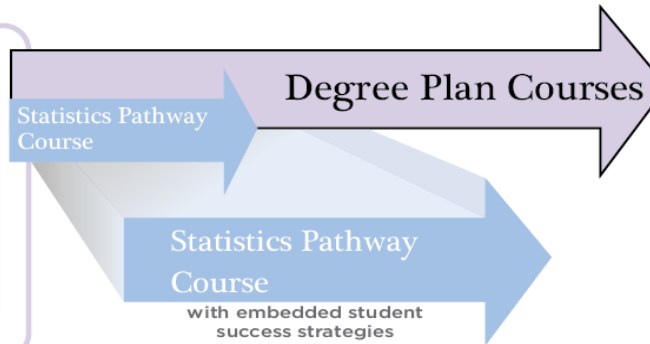 Degree Plan Courses
Statistics Pathway
Course
Statistics Pathway
Course
with embedded student
success strategies